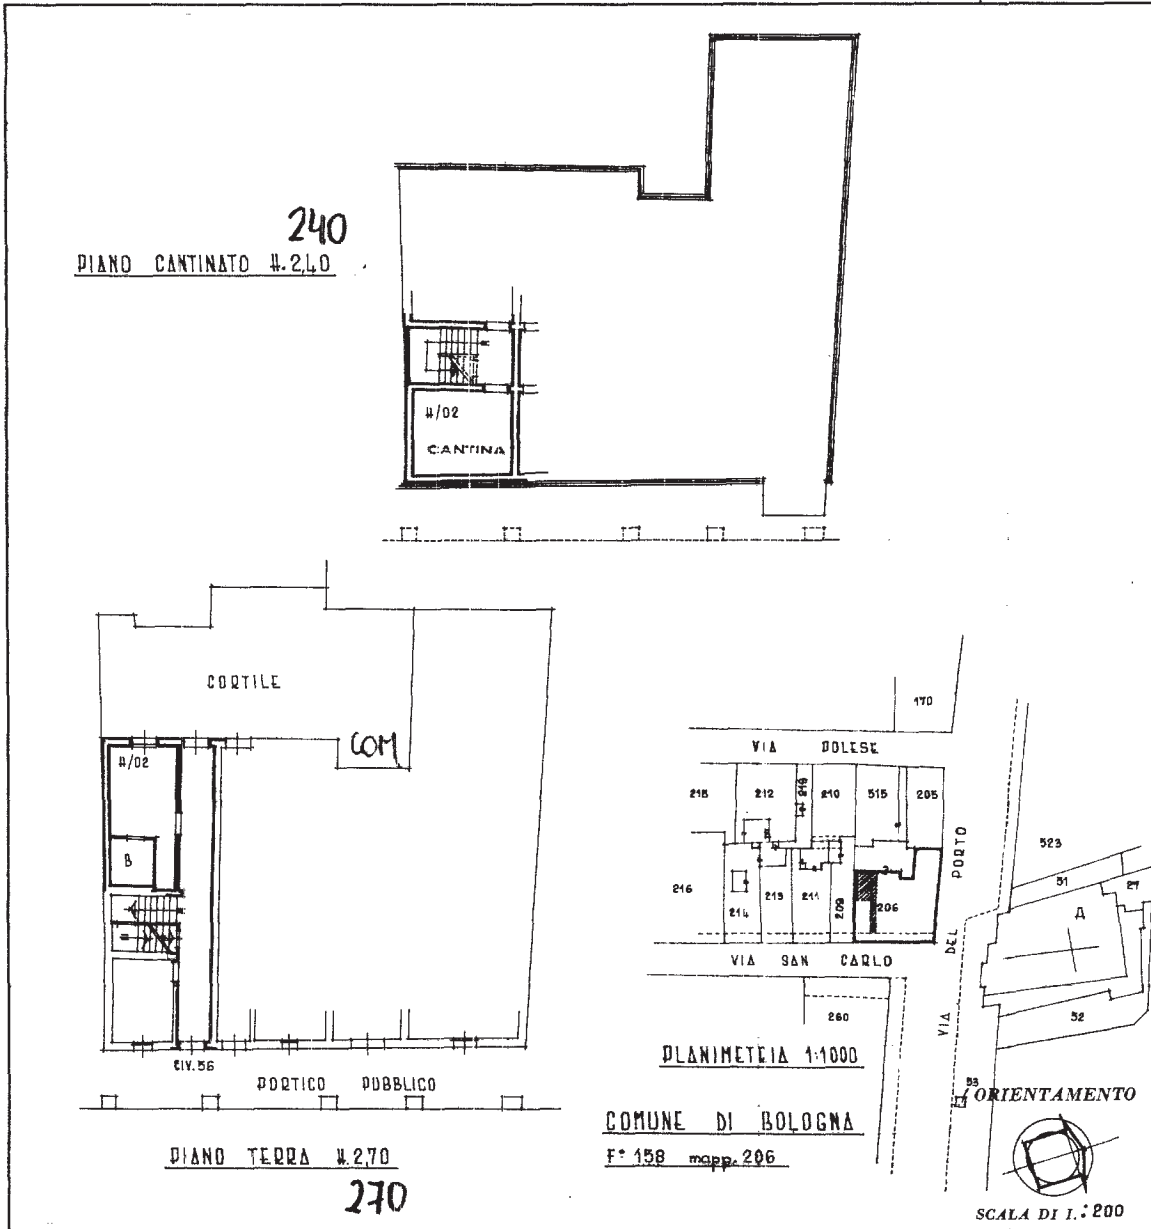 240
PIANO CANTINATO H.2,40
H/02
CANTINA
CORTILE
COM
H/02
B
CIV.56
PORTICO PUBBLICO
PIANO TERRA H.2,70
270
170
VIA POLESE
218 212 219 210 515 205
PORTO
523
51 27
216
214 213 211 209 206
A
DEL
VIA SAN CARLO
VIA
260
52
PLANIMETRIA 1:1000
53
ORIENTAMENTO
COMUNE DI BOLOGNA
F° 158 mapp. 206
SCALA DI 1.:200